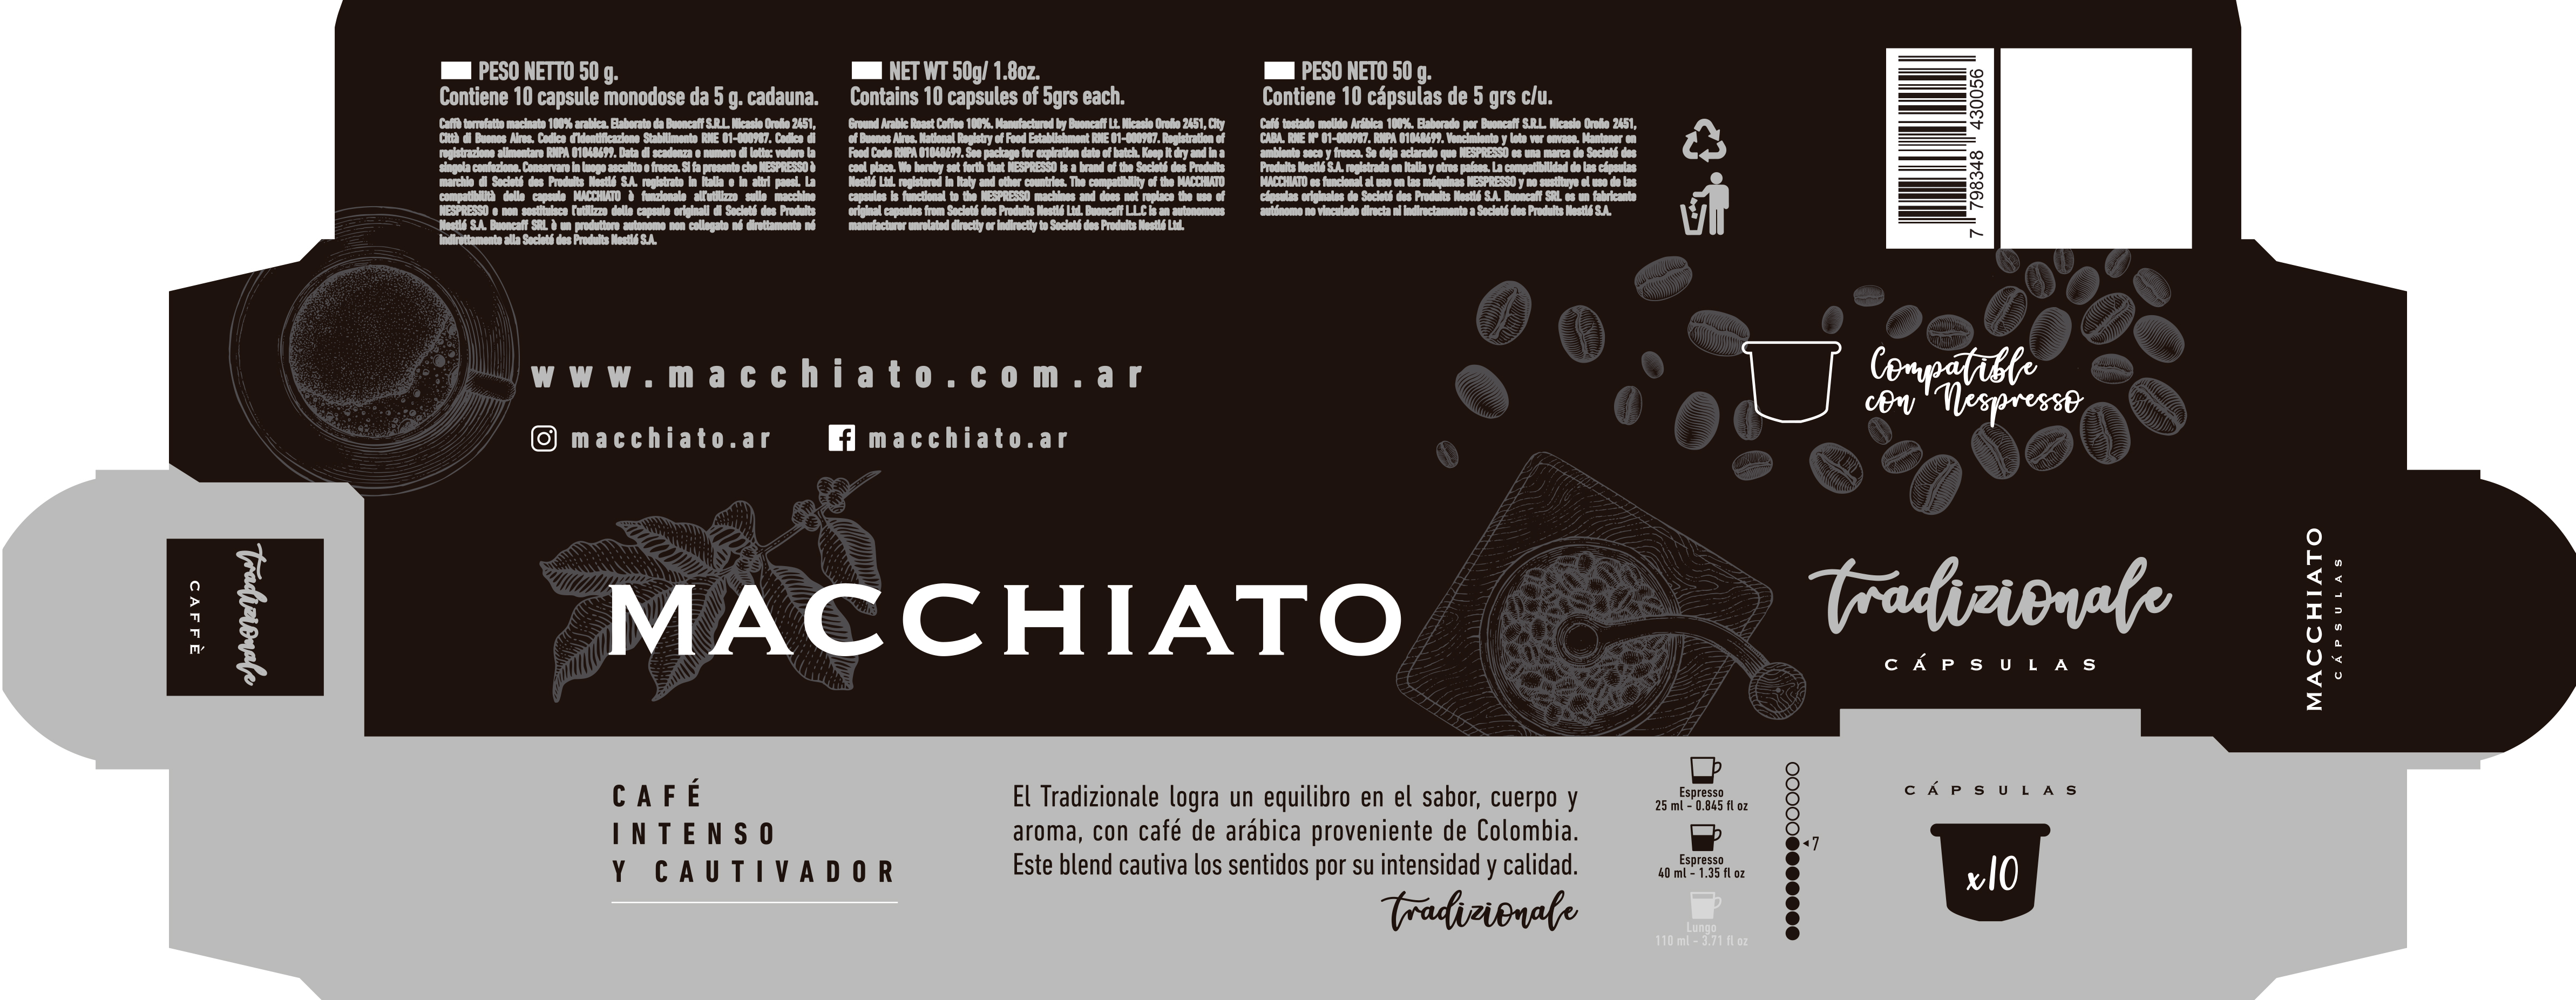 PESO NETTO 50 g.
Contiene 10 capsule monodose da 5 g. cadauna.
Caffè torrefatto macinato 100% arabica. Elaborato da Buoncaff S.R.L. Nicasio Oroño 2451,
Città di Buenos Aires. Codice d'identificazione Stabilimento RNE 01-000907. Codice di
registrazione alimentare RNPA 01048699. Data di scadenza e numero di lotto: vedere la
singola confezione. Conservare in luogo asciutto e fresco. Si fa presente che NESPRESSO è
marchio di Societé des Produits Nestlé S.A. registrato in Italia e in altri paesi. La
compatibilità delle capsule MACCHIATO è funzionale all'utilizzo sulle macchine
NESPRESSO e non sostituisce l'utilizzo delle capsule originali di Societé des Produits
Nestlé S.A. Buoncaff SRL è un produttore autonomo non collegato né direttamente né
indirettamente alla Societé des Produits Nestlé S.A.
NET WT 50g/ 1.8oz.
Contains 10 capsules of 5grs each.
Ground Arabic Roast Coffee 100%. Manufactured by Buoncaff Lt. Nicasio Oroño 2451, City
of Buenos Aires. National Registry of Food Establishment RNE 01-000907. Registration of
Food Code RNPA 01048699. See package for expiration date of batch. Keep it dry and in a
cool place. We hereby set forth that NESPRESSO is a brand of the Societé des Produits
Nestlé Ltd. registered in Italy and other countries. The compatibility of the MACCHIATO
capsules is functional to the NESPRESSO machines and does not replace the use of
original capsules from Societé des Produits Nestlé Ltd. Buoncaff L.L.C is an autonomous
manufacturer unrelated directly or indirectly to Societé des Produits Nestlé Ltd.
PESO NETO 50 g.
Contiene 10 cápsulas de 5 grs c/u.
Café tostado molido Arábica 100%. Elaborado por Buoncaff S.R.L. Nicasio Oroño 2451,
CABA. RNE Nº 01-000907. RNPA 01048699. Vencimiento y lote ver envase. Mantener en
ambiente seco y fresco. Se deja aclarado que NESPRESSO es una marca de Societé des
Produits Nestlé S.A. registrada en Italia y otros países. La compatibilidad de las cápsulas
MACCHIATO es funcional al uso en las máquinas NESPRESSO y no sustituye el uso de las
cápsulas originales de Societé des Produits Nestlé S.A. Buoncaff SRL es un fabricante
autónomo no vinculado directa ni indirectamente a Societé des Produits Nestlé S.A.
7 798348 430056
www.macchiato.com.ar
macchiato.ar
macchiato.ar
Compatible
con Nespresso
Tradizionale
CAFFÈ
MACCHIATO
Tradizionale
CÁPSULAS
MACCHIATO
CÁPSULAS
CAFÉ
INTENSO
Y CAUTIVADOR
El Tradizionale logra un equilibro en el sabor, cuerpo y
aroma, con café de arábica proveniente de Colombia.
Este blend cautiva los sentidos por su intensidad y calidad.
Tradizionale
Espresso
25 ml - 0.845 fl oz
Espresso
40 ml - 1.35 fl oz
Lungo
110 ml - 3.71 fl oz
7
CÁPSULAS
x10